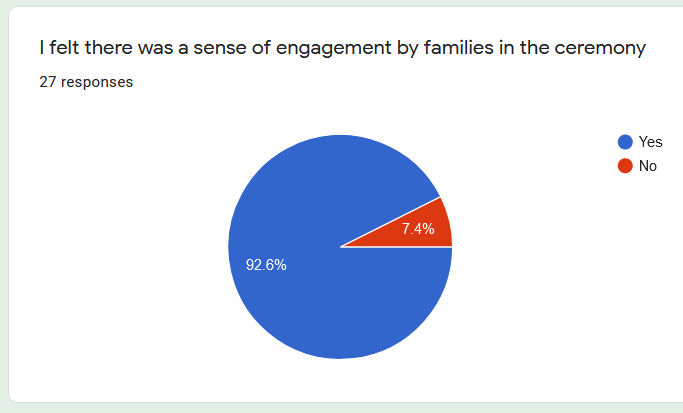 I felt there was a sense of engagement by families in the ceremony
27 responses
Yes
No
7.4%
92.6%